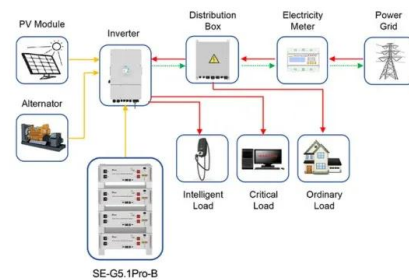 PV Module
Inverter
Distribution
Box
Electricity
Meter
Power
Grid
Alternator
Intelligent
Load
Critical
Load
Ordinary
Load
SE-G5.1Pro-B